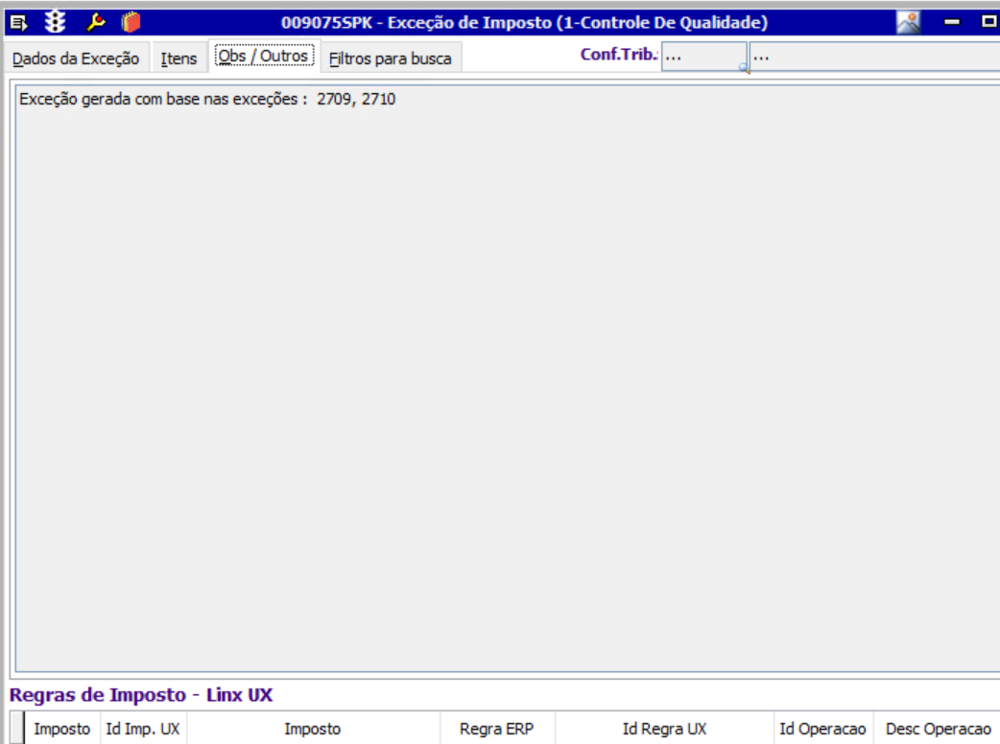 009075SPK - Exceção de Imposto (1-Controle De Qualidade)
Dados da Exceção Itens Obs / Outros Filtros para busca Conf.Trib.: ... ...
Exceção gerada com base nas exceções : 2709, 2710
Regras de Imposto - Linx UX
Imposto Id Imp. UX Imposto Regra ERP Id Regra UX Id Operacao Desc Operacao